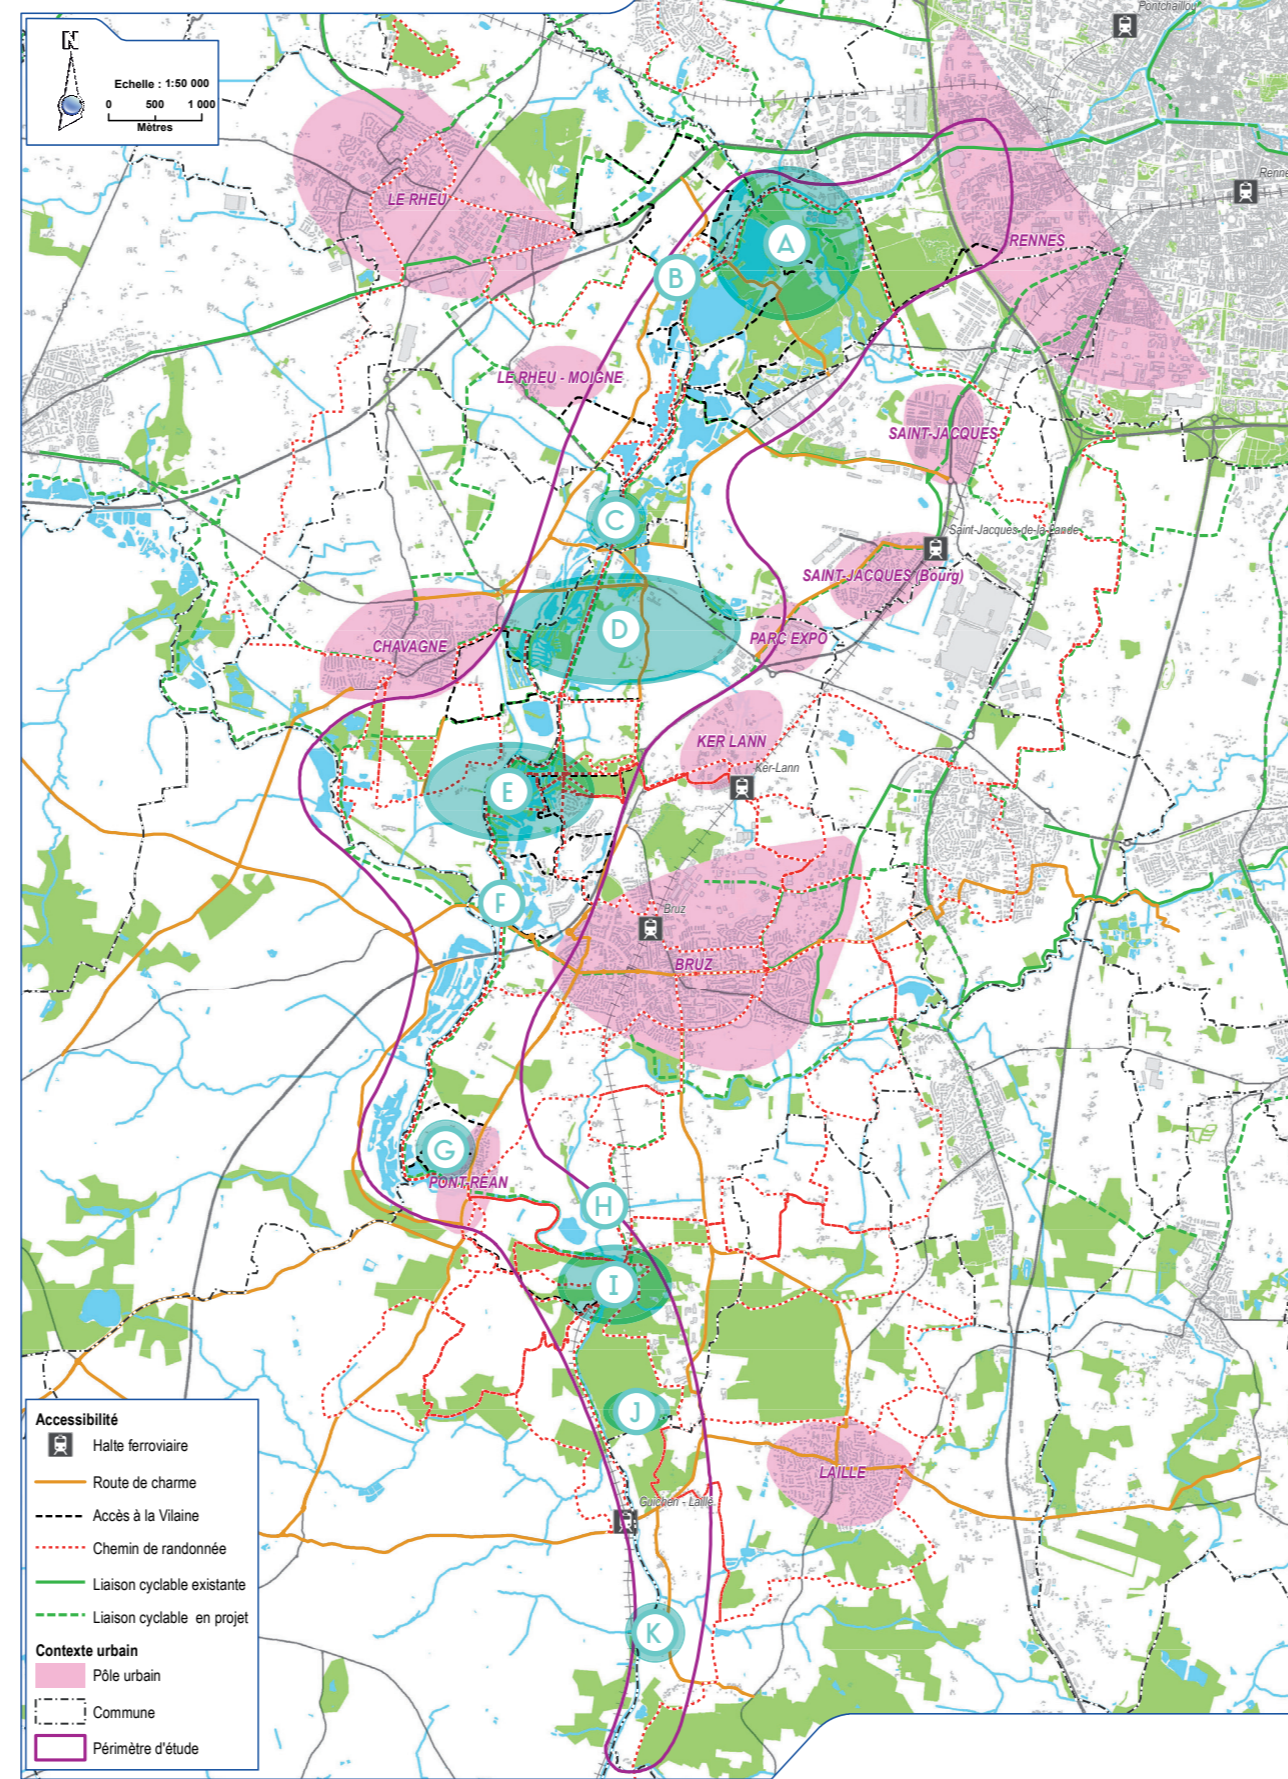 Pontchaillou
N
Echelle : 1:50 000
0 500 1 000
Mètres
LE RHEU
A
RENNES
B
LE RHEU - MOIGNE
SAINT-JACQUES
C
Saint-Jacques-de-la-Lande
SAINT-JACQUES (Bourg)
D
PARC EXPO
CHAVAGNE
KER LANN
Ker-Lann
E
F
Bruz
BRUZ
G
PONT REAN
H
I
J
LAILLE
Guichen - Laillé
K
Accessibilité
Halte ferroviaire
Route de charme
Accès à la Vilaine
Chemin de randonnée
Liaison cyclable existante
Liaison cyclable en projet
Contexte urbain
Pôle urbain
Commune
Périmètre d'étude